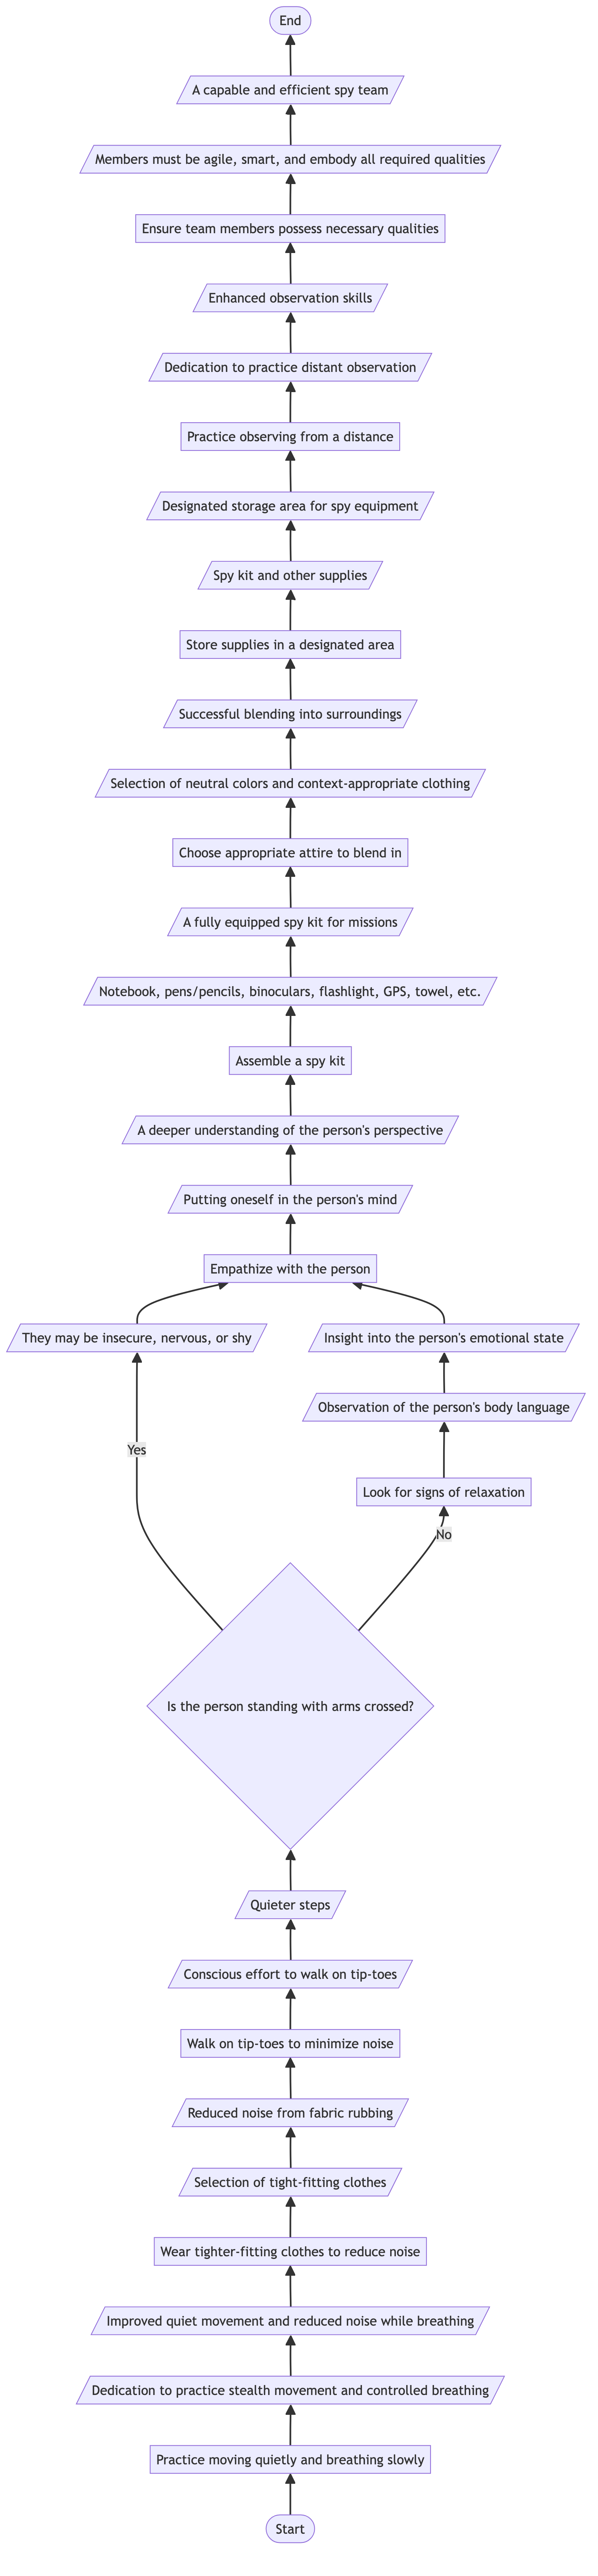 End
A capable and efficient spy team
Members must be agile, smart, and embody all required qualities
Ensure team members possess necessary qualities
Enhanced observation skills
Dedication to practice distant observation
Practice observing from a distance
Designated storage area for spy equipment
Spy kit and other supplies
Store supplies in a designated area
Successful blending into surroundings
Selection of neutral colors and context-appropriate clothing
Choose appropriate attire to blend in
A fully equipped spy kit for missions
Notebook, pens/pencils, binoculars, flashlight, GPS, towel, etc.
Assemble a spy kit
A deeper understanding of the person's perspective
Putting oneself in the person's mind
Empathize with the person
They may be insecure, nervous, or shy
Insight into the person's emotional state
Observation of the person's body language
Yes
Look for signs of relaxation
No
Is the person standing with arms crossed?
Quieter steps
Conscious effort to walk on tip-toes
Walk on tip-toes to minimize noise
Reduced noise from fabric rubbing
Selection of tight-fitting clothes
Wear tighter-fitting clothes to reduce noise
Improved quiet movement and reduced noise while breathing
Dedication to practice stealth movement and controlled breathing
Practice moving quietly and breathing slowly
Start